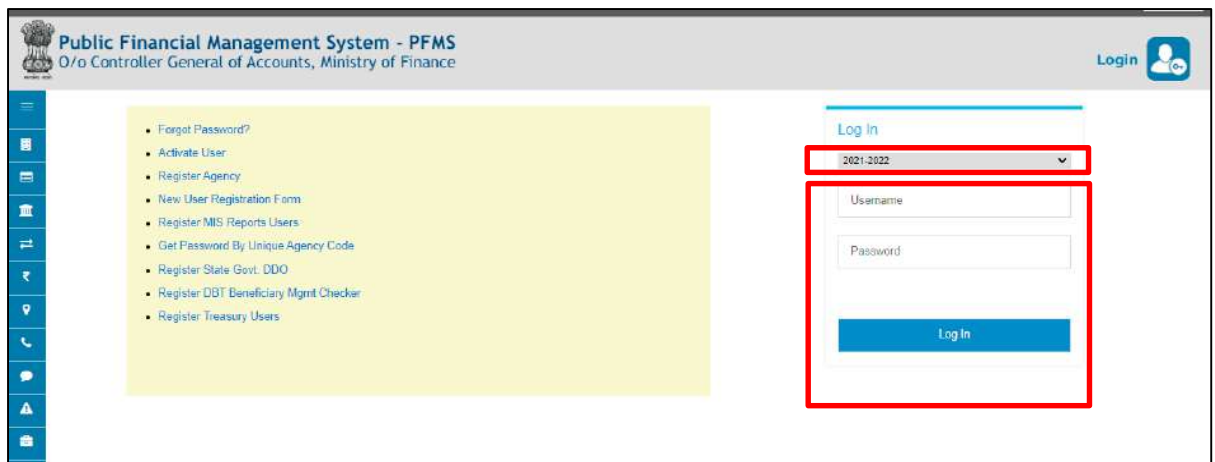 Public Financial Management System - PFMS
O/o Controller General of Accounts, Ministry of Finance
Login
Forgot Password?
Activate User
Register Agency
New User Registration Form
Register MIS Reports Users
Get Password By Unique Agency Code
Register State Govt. DDO
Register DBT Beneficiary Mgmt Checker
Register Treasury Users
Log In
2021-2022
Username
Password
Log In